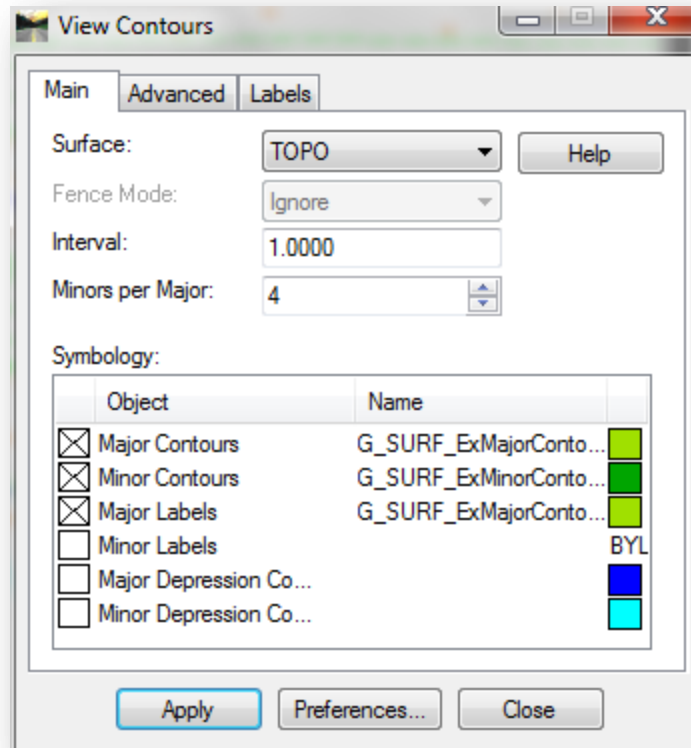 View Contours
Main Advanced Labels
Surface: TOPO Help
Fence Mode: Ignore
Interval: 1.0000
Minors per Major: 4
Symbology:
Object Name
Major Contours G_SURF_ExMajorConto...
Minor Contours G_SURF_ExMinorConto...
Major Labels G_SURF_ExMajorConto...
Minor Labels BYL
Major Depression Co...
Minor Depression Co...
Apply Preferences... Close